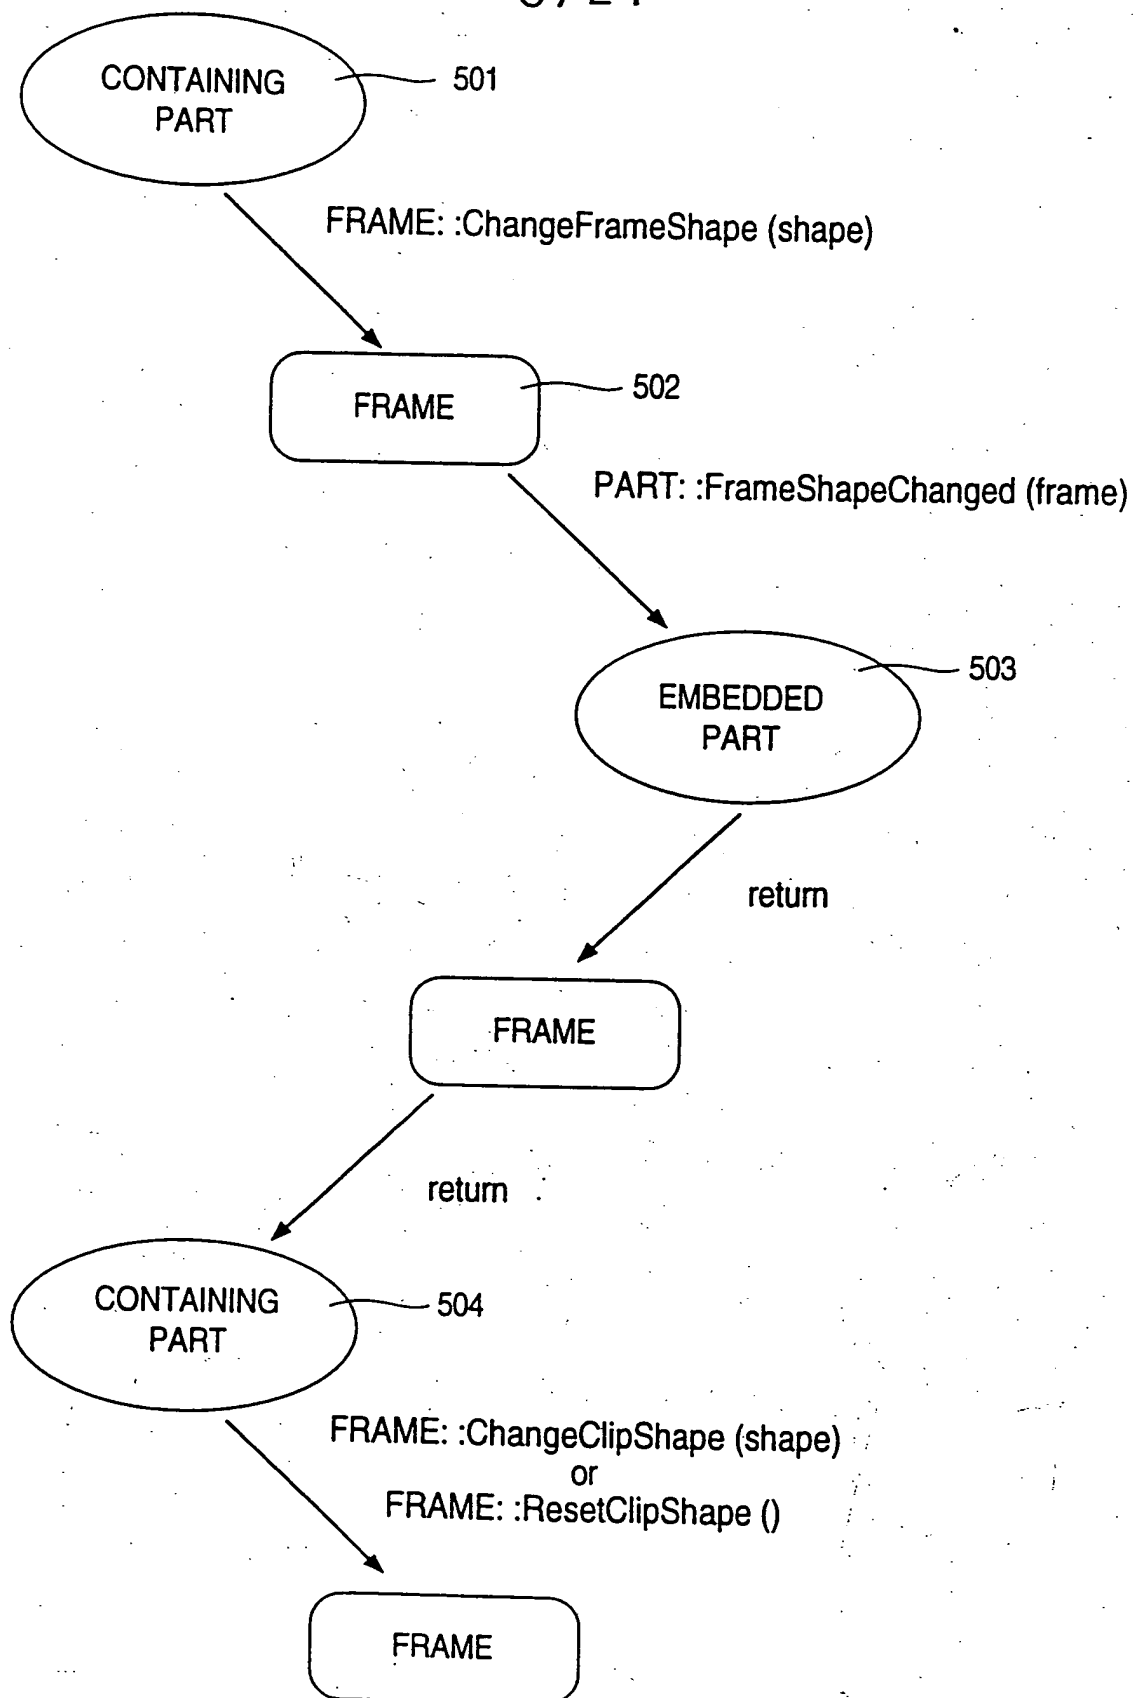 CONTAINING
PART
501
FRAME: :ChangeFrameShape (shape)
FRAME
502
PART: :FrameShapeChanged (frame)
EMBEDDED
PART
503
return
FRAME
return
CONTAINING
PART
504
FRAME: :ChangeClipShape (shape)
or
FRAME: :ResetClipShape ()
FRAME